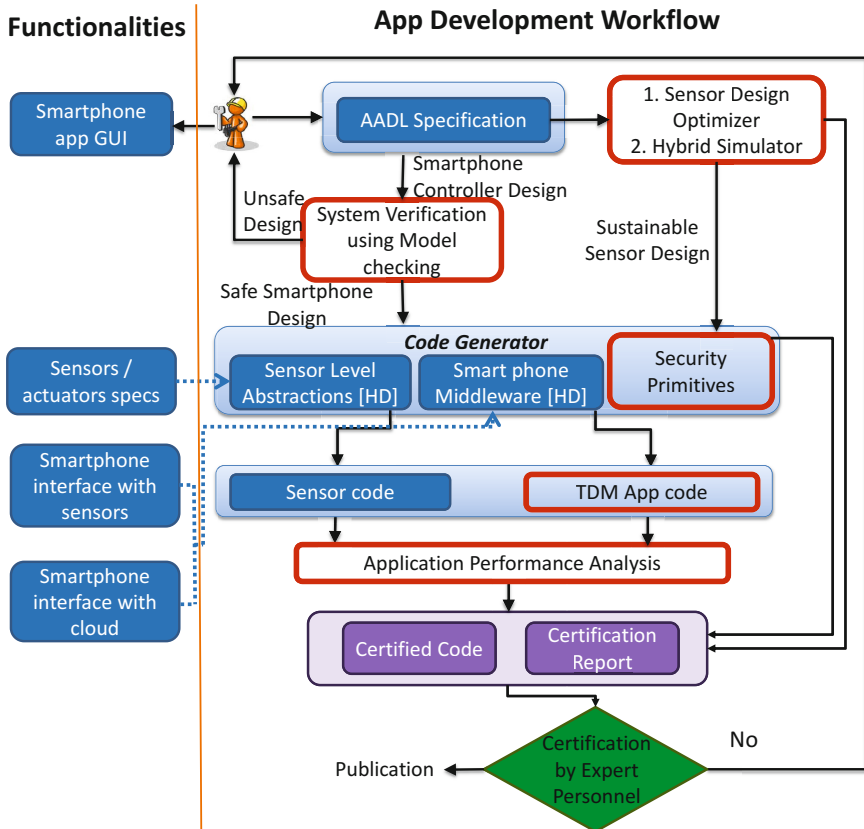 Functionalities
App Development Workflow
Smartphone
app GUI
AADL Specification
1. Sensor Design
Optimizer
2. Hybrid Simulator
Smartphone
Controller Design
Unsafe
Design
System Verification
using Model
checking
Sustainable
Sensor Design
Safe Smartphone
Design
Code Generator
Sensors /
actuators specs
Sensor Level
Abstractions [HD]
Smart phone
Middleware [HD]
Security
Primitives
Smartphone
interface with
sensors
Sensor code
TDM App code
Application Performance Analysis
Smartphone
interface with
cloud
Certified Code
Certification
Report
Certification
by Expert
Personnel
No
Publication